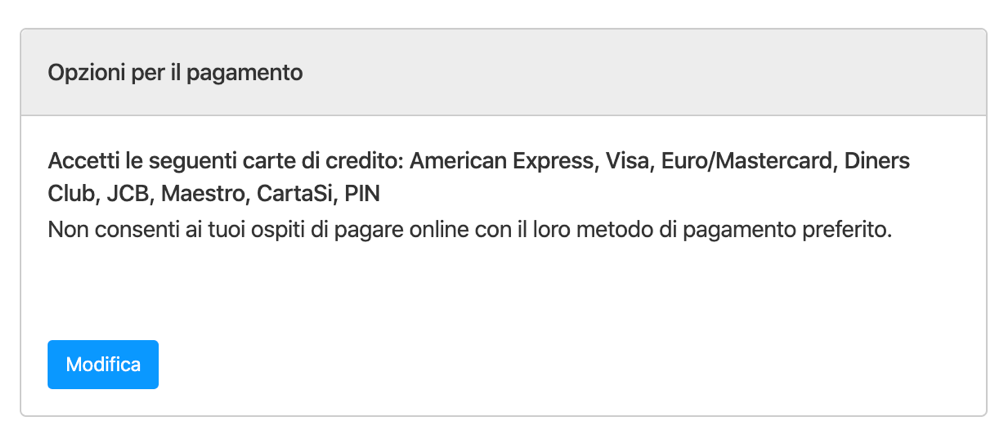 Opzioni per il pagamento
Accetti le seguenti carte di credito: American Express, Visa, Euro/Mastercard, Diners
Club, JCB, Maestro, CartaSi, PIN
Non consenti ai tuoi ospiti di pagare online con il loro metodo di pagamento preferito.
Modifica